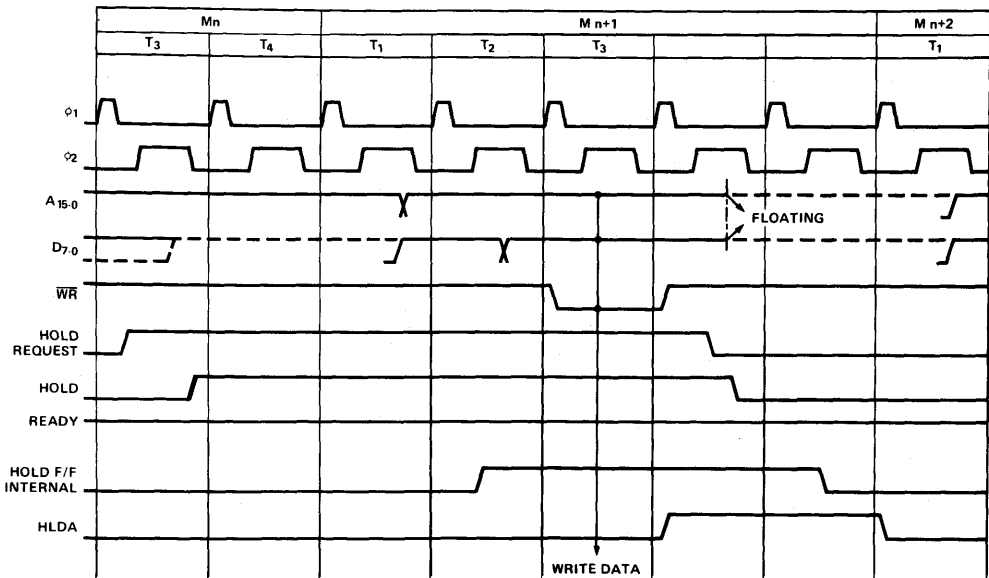 Mn M n+1 M n+2
T3 T4 T1 T2 T3 T1
φ1
φ2
A15-0
FLOATING
D7-0
WR
HOLD
REQUEST
HOLD
READY
HOLD F/F
INTERNAL
HLDA
WRITE DATA